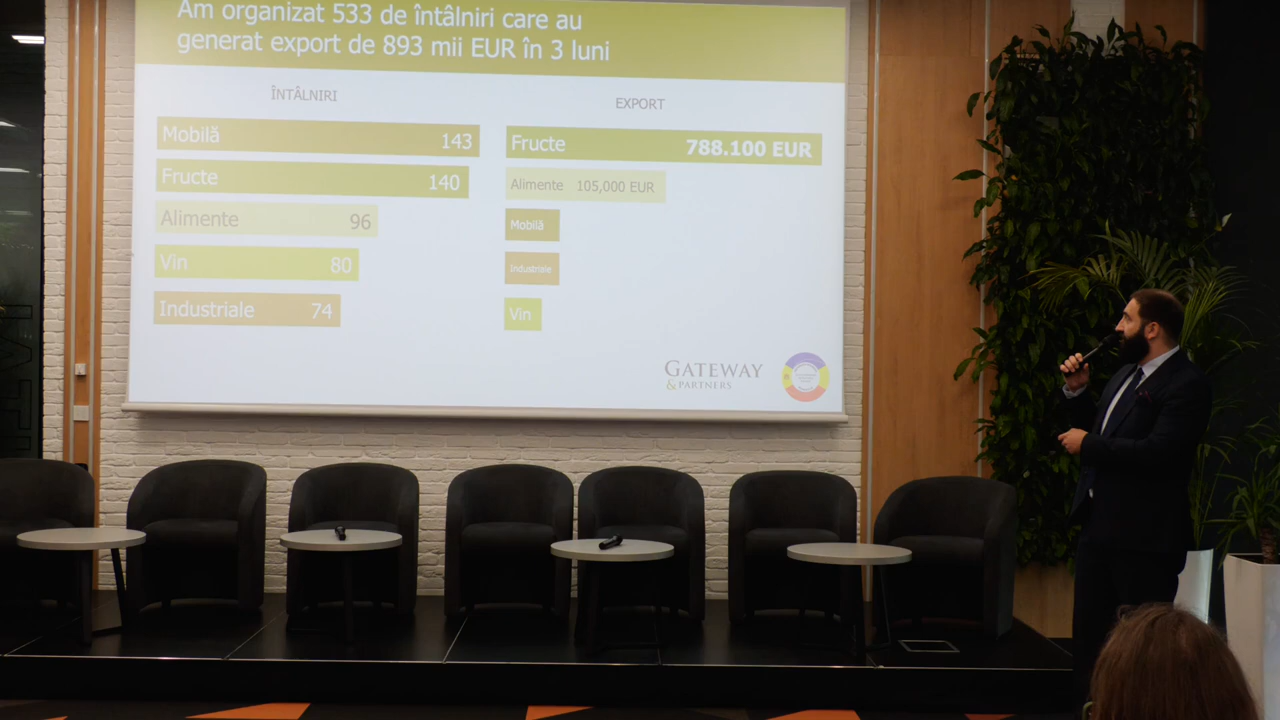 Am organizat 533 de întâlniri care au
generat export de 893 mii EUR în 3 luni
ÎNTÂLNIRI
Mobilă 143
Fructe 140
Alimente 96
Vin 80
Industriale 74
EXPORT
Fructe 788.100 EUR
Alimente 105,000 EUR
Mobilă
Industriale
Vin
GATEWAY
& PARTNERS